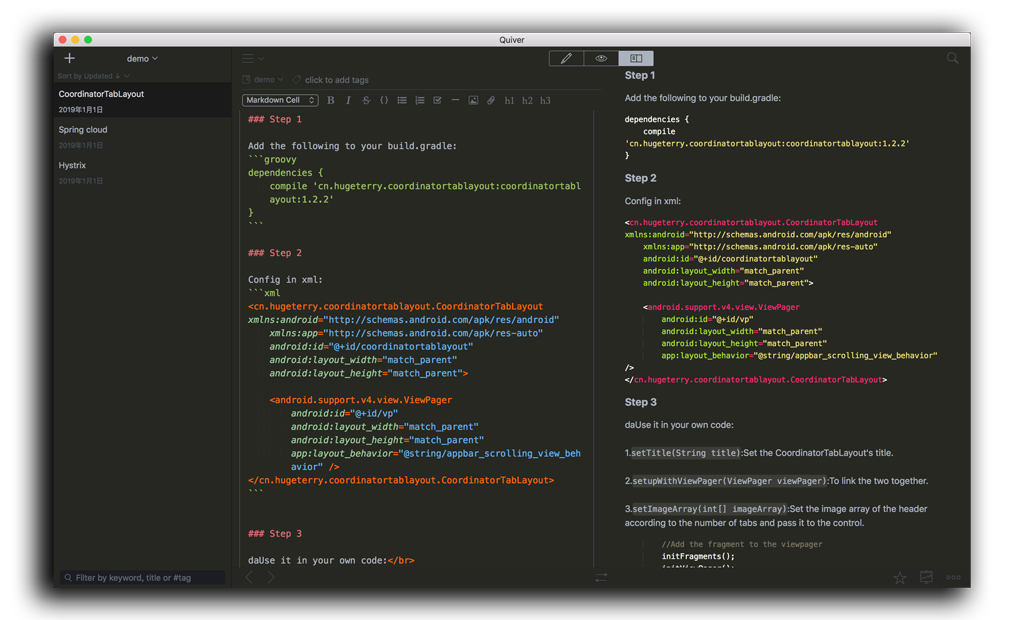 Quiver
demo
Sort by Updated ↓
CoordinatorTabLayout
2019年1月1日
Spring cloud
2019年1月1日
Hystrix
2019年1月1日
Filter by keyword, title or #tag
demo click to add tags
Markdown Cell B I S h1 h2 h3
### Step 1
Add the following to your build.gradle:
```groovy
dependencies {
compile 'cn.hugeterry.coordinatortablayout:coordinatortabl
ayout:1.2.2'
}
```
### Step 2
Config in xml:
```xml
<cn.hugeterry.coordinatortablayout.CoordinatorTabLayout
xmlns:android="http://schemas.android.com/apk/res/android"
xmlns:app="http://schemas.android.com/apk/res-auto"
android:id="@+id/coordinatortablayout"
android:layout_width="match_parent"
android:layout_height="match_parent">
<android.support.v4.view.ViewPager
android:id="@+id/vp"
android:layout_width="match_parent"
android:layout_height="match_parent"
app:layout_behavior="@string/appbar_scrolling_view_beh
avior" />
</cn.hugeterry.coordinatortablayout.CoordinatorTabLayout>
```
### Step 3
daUse it in your own code:</br>
Step 1
Add the following to your build.gradle:
dependencies {
compile
'cn.hugeterry.coordinatortablayout:coordinatortablayout:1.2.2'
}
Step 2
Config in xml:
<cn.hugeterry.coordinatortablayout.CoordinatorTabLayout
xmlns:android="http://schemas.android.com/apk/res/android"
xmlns:app="http://schemas.android.com/apk/res-auto"
android:id="@+id/coordinatortablayout"
android:layout_width="match_parent"
android:layout_height="match_parent">
<android.support.v4.view.ViewPager
android:id="@+id/vp"
android:layout_width="match_parent"
android:layout_height="match_parent"
app:layout_behavior="@string/appbar_scrolling_view_behavior"
/>
</cn.hugeterry.coordinatortablayout.CoordinatorTabLayout>
Step 3
daUse it in your own code:
1.setTitle(String title):Set the CoordinatorTabLayout's title.
2.setupWithViewPager(ViewPager viewPager):To link the two together.
3.setImageArray(int[] imageArray):Set the image array of the header
according to the number of tabs and pass it to the control.
//Add the fragment to the viewpager
initFragments();